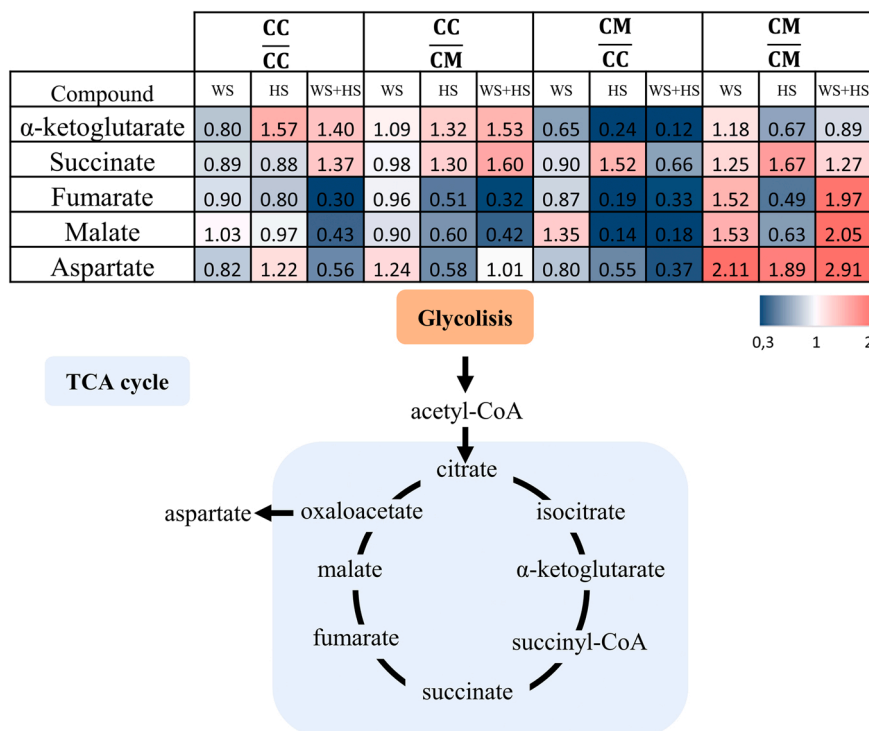 CC CC CM CM
CC CM CC CM
Compound WS HS WS+HS WS HS WS+HS WS HS WS+HS WS HS WS+HS
α-ketoglutarate 0.80 1.57 1.40 1.09 1.32 1.53 0.65 0.24 0.12 1.18 0.67 0.89
Succinate 0.89 0.88 1.37 0.98 1.30 1.60 0.90 1.52 0.66 1.25 1.67 1.27
Fumarate 0.90 0.80 0.30 0.96 0.51 0.32 0.87 0.19 0.33 1.52 0.49 1.97
Malate 1.03 0.97 0.43 0.90 0.60 0.42 1.35 0.14 0.18 1.53 0.63 2.05
Aspartate 0.82 1.22 0.56 1.24 0.58 1.01 0.80 0.55 0.37 2.11 1.89 2.91
Glycolisis
0,3 1 2
TCA cycle
acetyl-CoA
citrate
aspartate oxaloacetate isocitrate
malate α-ketoglutarate
fumarate succinyl-CoA
succinate